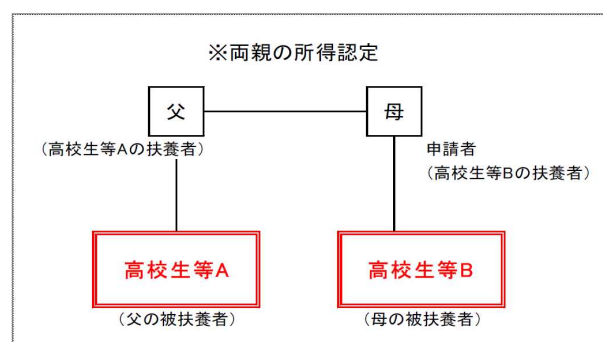 ※両親の所得認定
父
母
(高校生等Aの扶養者)
申請者
(高校生等Bの扶養者)
高校生等A
高校生等B
(父の被扶養者)
(母の被扶養者)